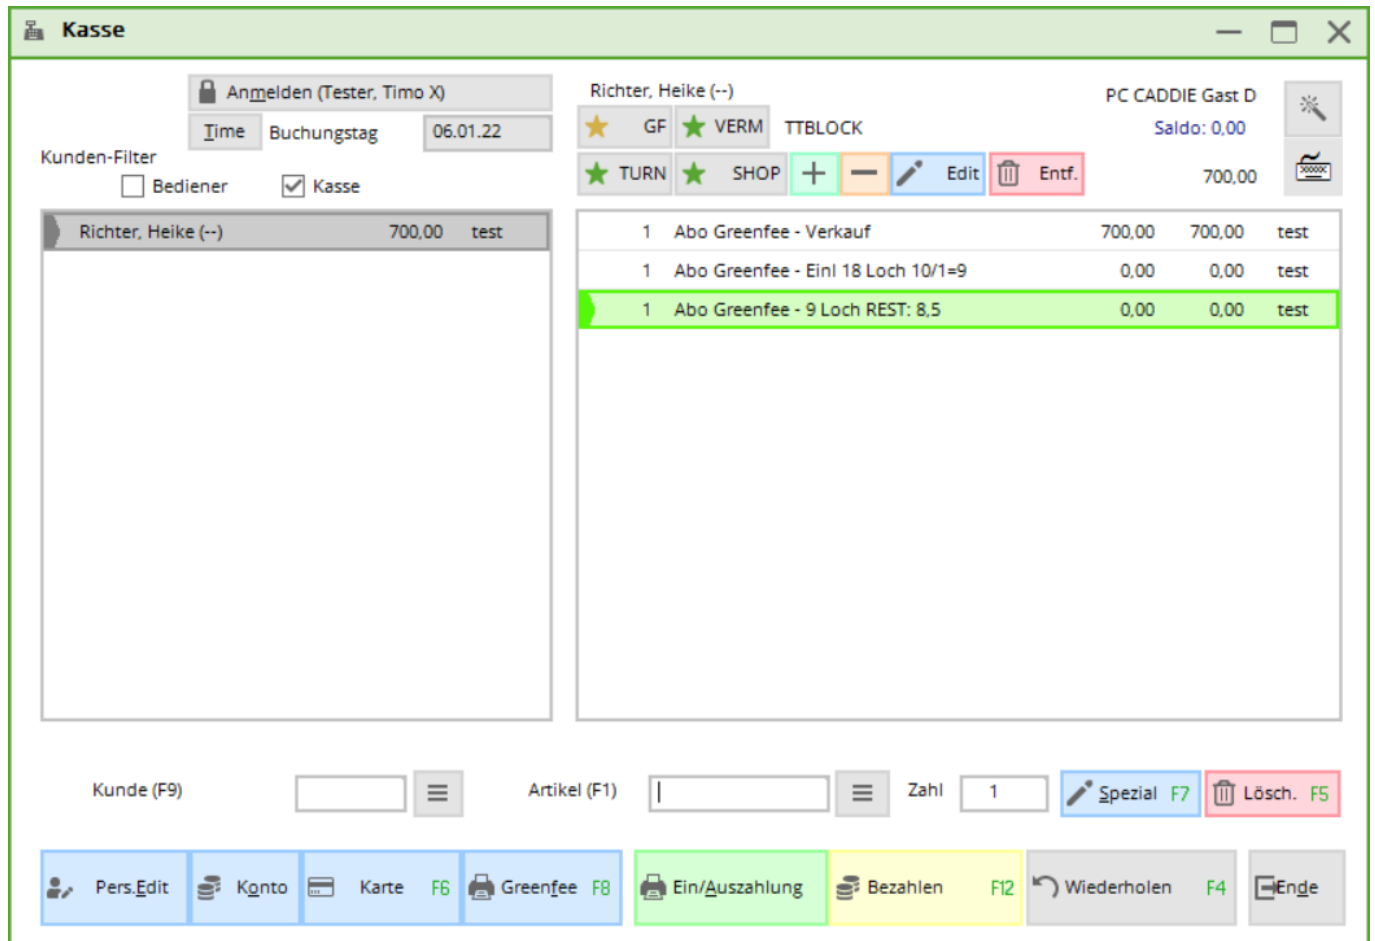 Kasse
Anmelden (Tester, Timo X)
Time Buchungstag 06.01.22
Kunden-Filter
Bediener Kasse
Richter, Heike (--) 700,00 test
Richter, Heike (--) PC CADDIE Gast D
GF VERM TTBLOCK Saldo: 0,00
TURN SHOP Edit Entf. 700,00
1 Abo Greenfee - Verkauf 700,00 700,00 test
1 Abo Greenfee - Einl 18 Loch 10/1=9 0,00 0,00 test
1 Abo Greenfee - 9 Loch REST: 8,5 0,00 0,00 test
Kunde (F9) Artikel (F1) Zahl 1 Spezial F7 Lösch. F5
Pers.Edit Konto Karte F6 Greenfee F8 Ein/Auszahlung Bezahlen F12 Wiederholen F4 Ende